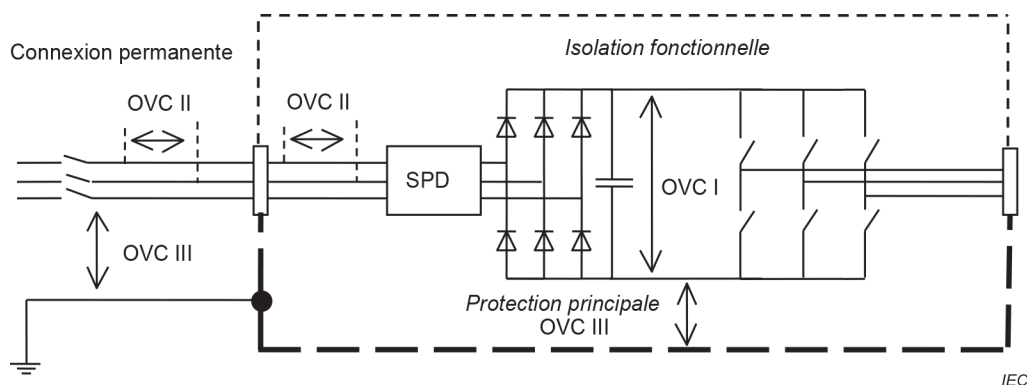 Isolation fonctionnelle
Connexion permanente
OVC II
OVC II
SPD
OVC I
OVC III
Protection principale
OVC III
IEC